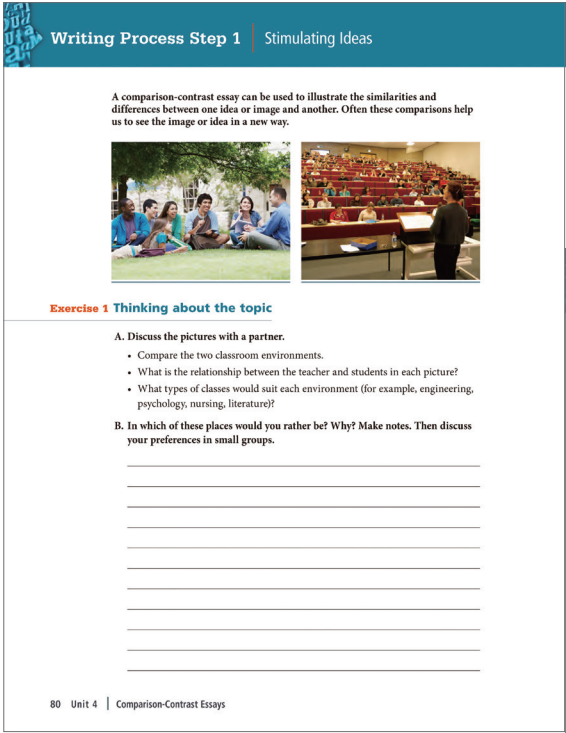 Writing Process Step 1 | Stimulating Ideas
A comparison-contrast essay can be used to illustrate the similarities and
differences between one idea or image and another. Often these comparisons help
us to see the image or idea in a new way.
Exercise 1 Thinking about the topic
A. Discuss the pictures with a partner.
• Compare the two classroom environments.
• What is the relationship between the teacher and students in each picture?
• What types of classes would suit each environment (for example, engineering,
psychology, nursing, literature)?
B. In which of these places would you rather be? Why? Make notes. Then discuss
your preferences in small groups.
80 Unit 4 | Comparison-Contrast Essays